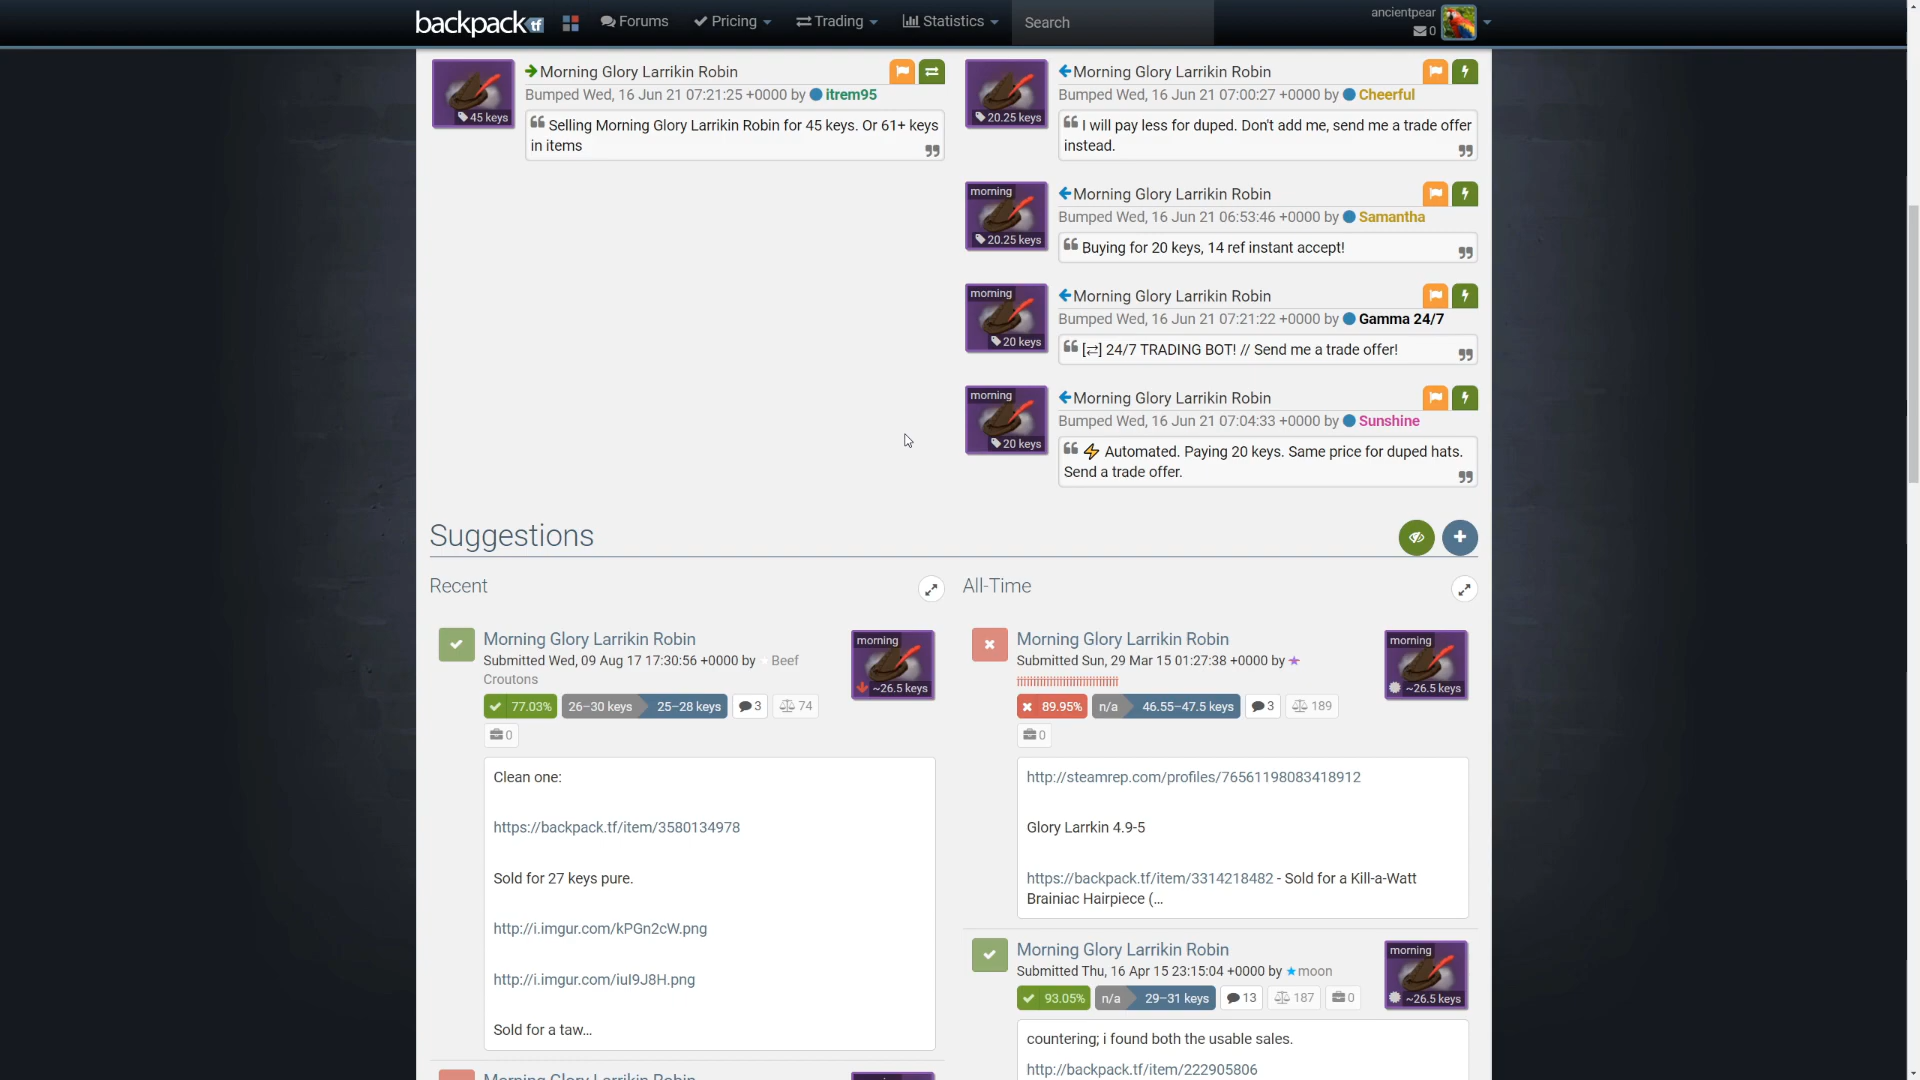 backpack tf
Forums
Pricing
Trading
Statistics
Search
ancientpear
0
45 keys
Morning Glory Larrikin Robin
Bumped Wed, 16 Jun 21 07:21:25 +0000 by itrem95
Selling Morning Glory Larrikin Robin for 45 keys. Or 61+ keys
in items
20.25 keys
Morning Glory Larrikin Robin
Bumped Wed, 16 Jun 21 07:00:27 +0000 by Cheerful
I will pay less for duped. Don't add me, send me a trade offer
instead.
morning
20.25 keys
Morning Glory Larrikin Robin
Bumped Wed, 16 Jun 21 06:53:46 +0000 by Samantha
Buying for 20 keys, 14 ref instant accept!
morning
20 keys
Morning Glory Larrikin Robin
Bumped Wed, 16 Jun 21 07:21:22 +0000 by Gamma 24/7
[⇄] 24/7 TRADING BOT! // Send me a trade offer!
morning
20 keys
Morning Glory Larrikin Robin
Bumped Wed, 16 Jun 21 07:04:33 +0000 by Sunshine
⚡ Automated. Paying 20 keys. Same price for duped hats.
Send a trade offer.
Suggestions
Recent
Morning Glory Larrikin Robin
Submitted Wed, 09 Aug 17 17:30:56 +0000 by Beef
Croutons
77.03% 26–30 keys 25–28 keys 3 74
0
morning
~26.5 keys
Clean one:
https://backpack.tf/item/3580134978
Sold for 27 keys pure.
http://i.imgur.com/kPGn2cW.png
http://i.imgur.com/iuI9J8H.png
Sold for a taw...
Morning Glory Larrikin Robin
All-Time
Morning Glory Larrikin Robin
Submitted Sun, 29 Mar 15 01:27:38 +0000 by
89.95% n/a 46.55–47.5 keys 3 189
0
morning
~26.5 keys
http://steamrep.com/profiles/76561198083418912
Glory Larrkin 4.9-5
https://backpack.tf/item/3314218482 - Sold for a Kill-a-Watt
Brainiac Hairpiece (...
Morning Glory Larrikin Robin
Submitted Thu, 16 Apr 15 23:15:04 +0000 by moon
93.05% n/a 29–31 keys 13 187 0
morning
~26.5 keys
countering; i found both the usable sales.
http://backpack.tf/item/222905806